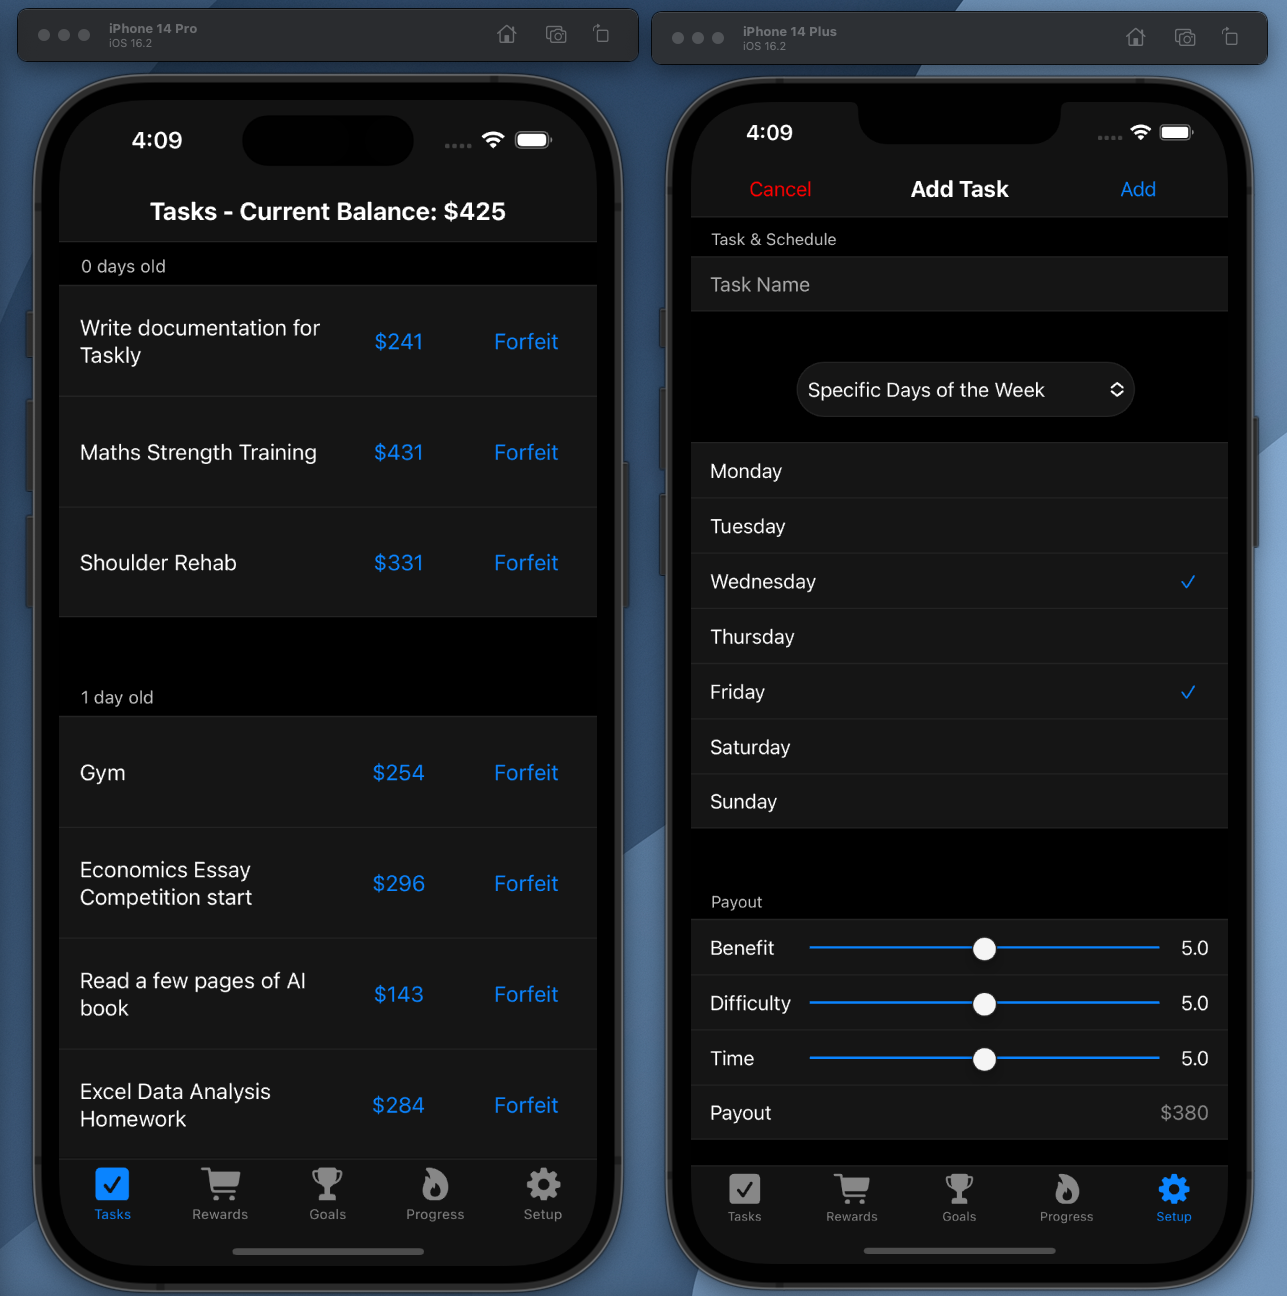 iPhone 14 Pro
iOS 16.2
4:09
Tasks - Current Balance: $425
0 days old
Write documentation for
Taskly
$241
Forfeit
Maths Strength Training
$431
Forfeit
Shoulder Rehab
$331
Forfeit
1 day old
Gym
$254
Forfeit
Economics Essay
Competition start
$296
Forfeit
Read a few pages of AI
book
$143
Forfeit
Excel Data Analysis
Homework
$284
Forfeit
Tasks
Rewards
Goals
Progress
Setup
iPhone 14 Plus
iOS 16.2
4:09
Cancel
Add Task
Add
Task & Schedule
Task Name
Specific Days of the Week
Monday
Tuesday
Wednesday
Thursday
Friday
Saturday
Sunday
Payout
Benefit
5.0
Difficulty
5.0
Time
5.0
Payout
$380
Tasks
Rewards
Goals
Progress
Setup